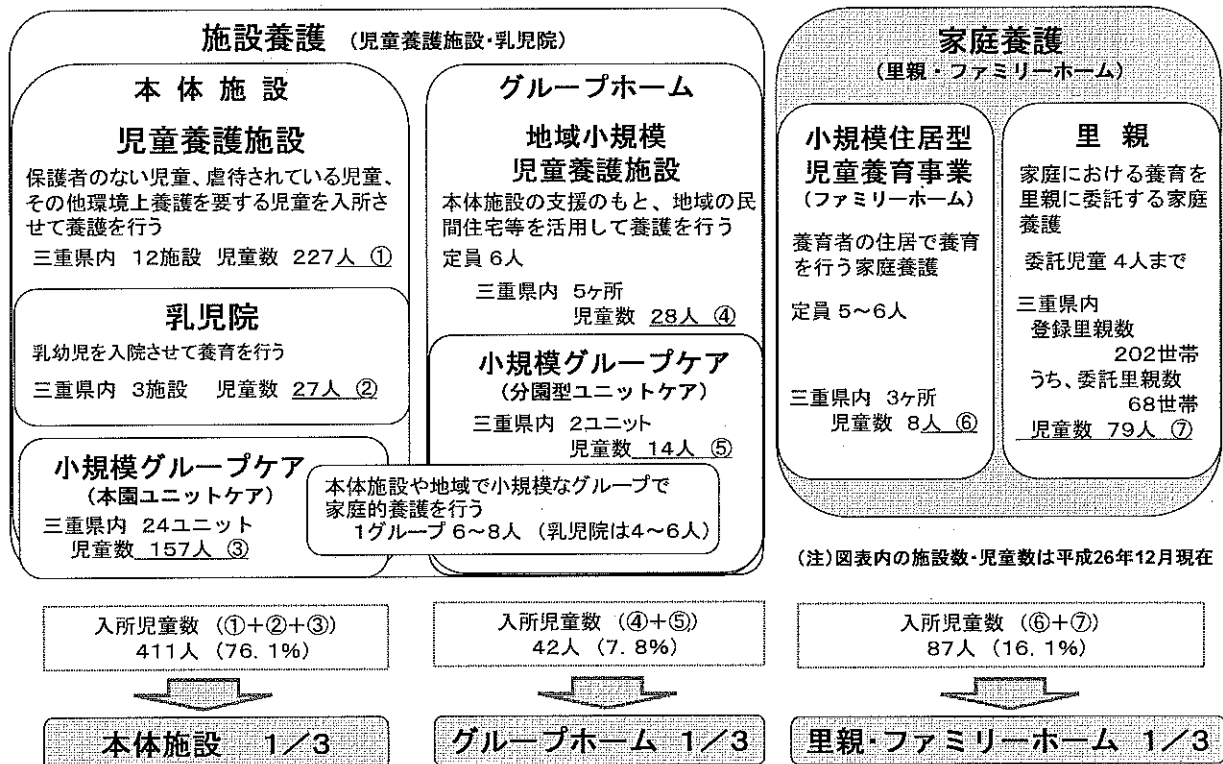 施設養護 (児童養護施設・乳児院)
本体施設
児童養護施設
保護者のない児童、虐待されている児童、
その他環境上養護を要する児童を入所さ
せて養護を行う
三重県内 12施設 児童数 227人 ①
乳児院
乳幼児を入院させて養育を行う
三重県内 3施設 児童数 27人 ②
小規模グループケア
(本園ユニットケア)
三重県内 24ユニット
児童数 157人 ③
グループホーム
地域小規模
児童養護施設
本体施設の支援のもと、地域の民
間住宅等を活用して養護を行う
定員 6人
三重県内 5ヶ所
児童数 28人 ④
小規模グループケア
(分園型ユニットケア)
三重県内 2ユニット
児童数 14人 ⑤
本体施設や地域で小規模なグループで
家庭的養護を行う
1グループ 6~8人 (乳児院は4~6人)
家庭養護
(里親・ファミリーホーム)
小規模住居型
児童養育事業
(ファミリーホーム)
養育者の住居で養育
を行う家庭養護
定員 5~6人
三重県内 3ヶ所
児童数 8人 ⑥
里親
家庭における養育を
里親に委託する家庭
養護
委託児童 4人まで
三重県内
登録里親数
202世帯
うち、委託里親数
68世帯
児童数 79人 ⑦
(注)図表内の施設数・児童数は平成26年12月現在
入所児童数 (①+②+③)
411人 (76.1%)
入所児童数 (④+⑤)
42人 (7.8%)
入所児童数 (⑥+⑦)
87人 (16.1%)
本体施設 1/3
グループホーム 1/3
里親・ファミリーホーム 1/3